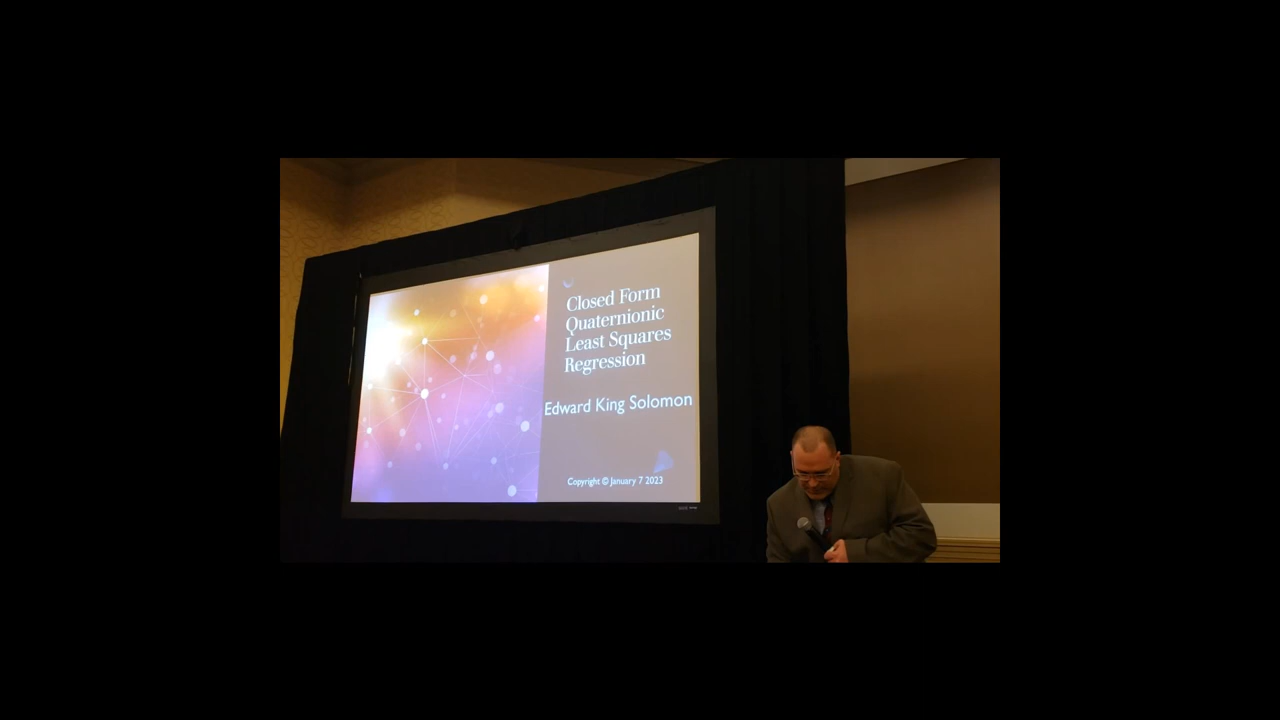 Closed Form
Quaternionic
Least Squares
Regression
Edward King Solomon
Copyright © January 7 2023